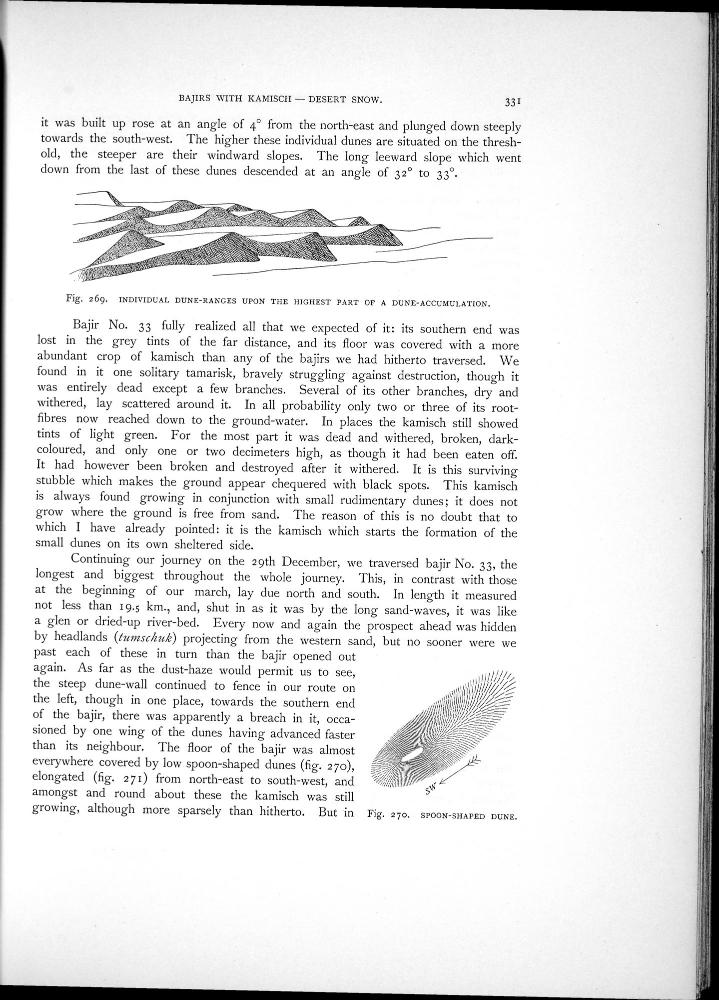 BAJIRS WITH KAMISCH — DESERT SNOW. 331
it was built up rose at an angle of 4° from the north-east and plunged down steeply
towards the south-west. The higher these individual dunes are situated on the thresh-
old, the steeper are their windward slopes. The long leeward slope which went
down from the last of these dunes descended at an angle of 32° to 33°.
Fig. 269. INDIVIDUAL DUNE-RANGES UPON THE HIGHEST PART OF A DUNE-ACCUMULATION.
Bajir No. 33 fully realized all that we expected of it: its southern end was
lost in the grey tints of the far distance, and its floor was covered with a more
abundant crop of kamisch than any of the bajirs we had hitherto traversed. We
found in it one solitary tamarisk, bravely struggling against destruction, though it
was entirely dead except a few branches. Several of its other branches, dry and
withered, lay scattered around it. In all probability only two or three of its root-
fibres now reached down to the ground-water. In places the kamisch still showed
tints of light green. For the most part it was dead and withered, broken, dark-
coloured, and only one or two decimeters high, as though it had been eaten off.
It had however been broken and destroyed after it withered. It is this surviving
stubble which makes the ground appear chequered with black spots. This kamisch
is always found growing in conjunction with small rudimentary dunes; it does not
grow where the ground is free from sand. The reason of this is no doubt that to
which I have already pointed: it is the kamisch which starts the formation of the
small dunes on its own sheltered side.
Continuing our journey on the 29th December, we traversed bajir No. 33, the
longest and biggest throughout the whole journey. This, in contrast with those
at the beginning of our march, lay due north and south. In length it measured
not less than 19.5 km., and, shut in as it was by the long sand-waves, it was like
a glen or dried-up river-bed. Every now and again the prospect ahead was hidden
by headlands (tumschuk) projecting from the western sand, but no sooner were we
past each of these in turn than the bajir opened out
again. As far as the dust-haze would permit us to see,
the steep dune-wall continued to fence in our route on
the left, though in one place, towards the southern end
of the bajir, there was apparently a breach in it, occa-
sioned by one wing of the dunes having advanced faster
than its neighbour. The floor of the bajir was almost
everywhere covered by low spoon-shaped dunes (fig. 270),
elongated (fig. 271) from north-east to south-west, and
amongst and round about these the kamisch was still
growing, although more sparsely than hitherto. But in
SW
Fig. 270. SPOON-SHAPED DUNE.